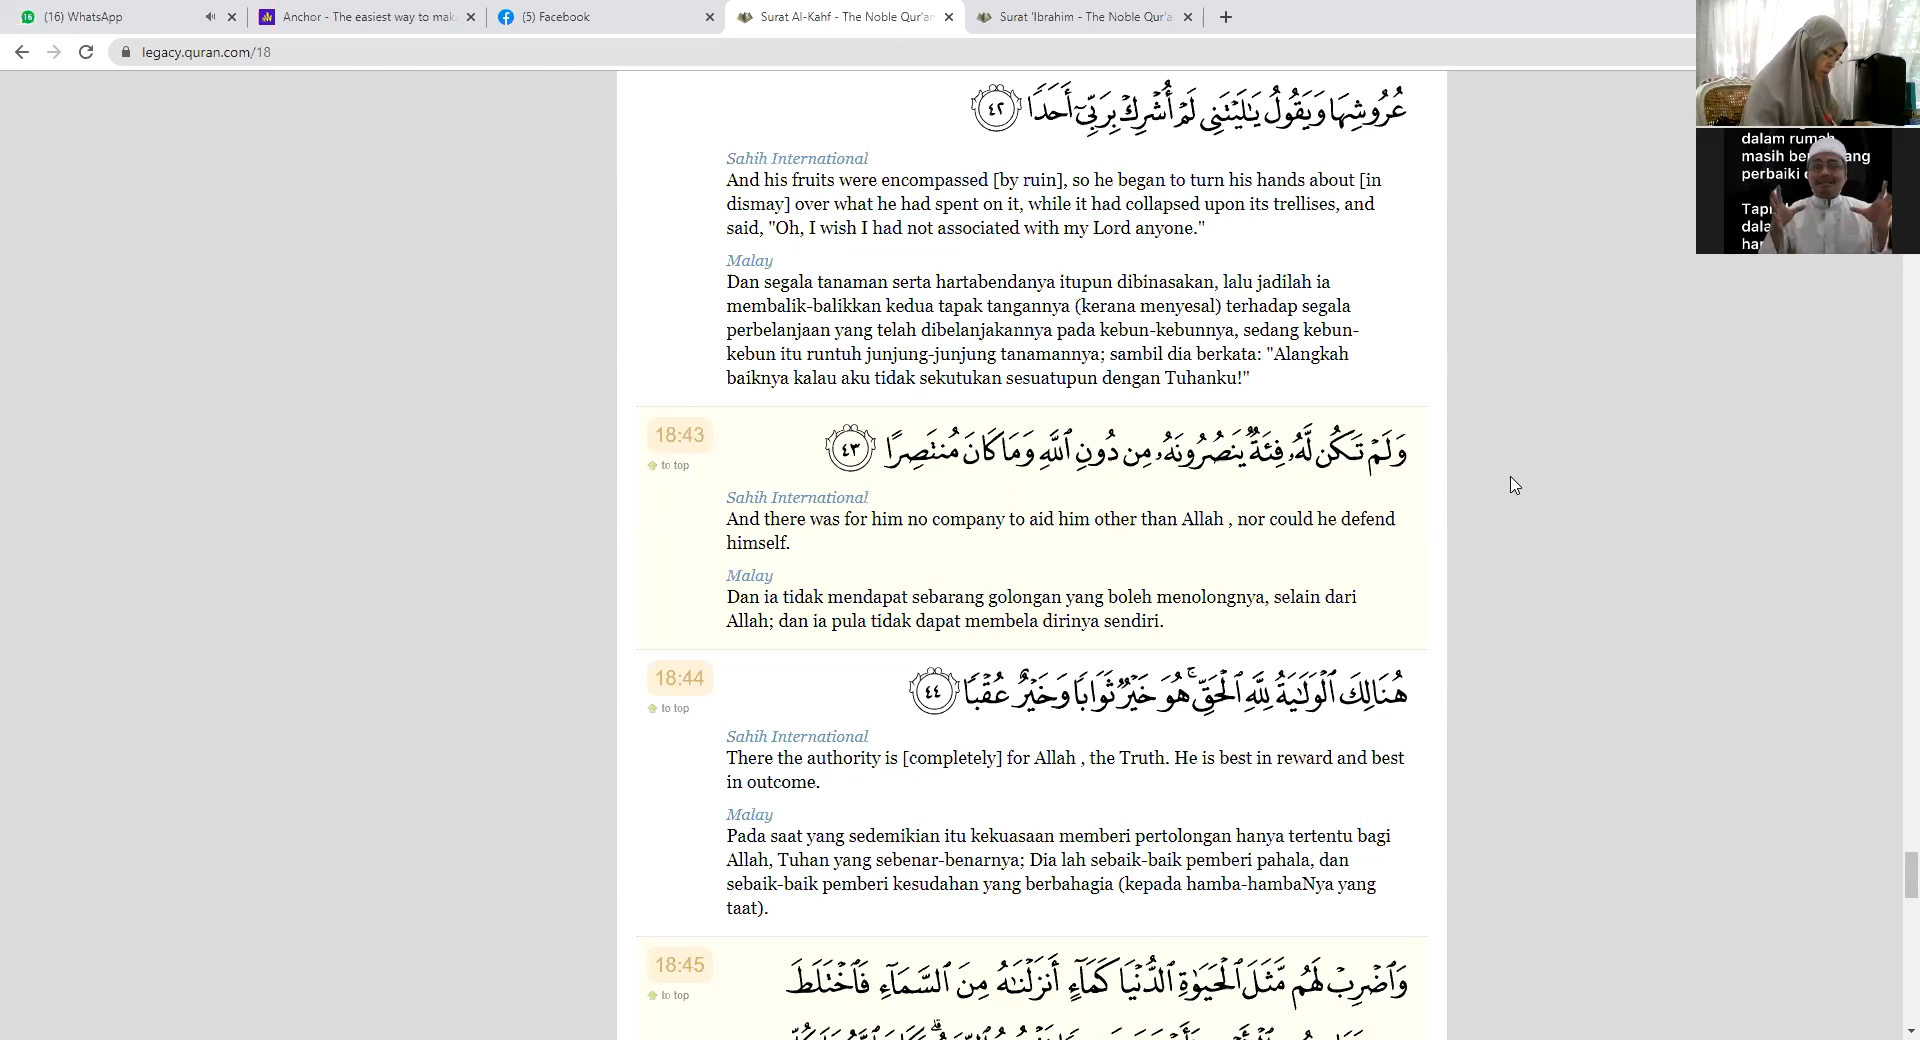 (16) WhatsApp
Anchor - The easiest way to mak
(5) Facebook
Surat Al-Kahf - The Noble Qur'an
Surat 'Ibrahim - The Noble Qur'a
legacy.quran.com/18
dalam rumah
masih
perbaiki
عُرُوشِهَا وَيَقُولُ يَٰلَيْتَنِى لَمْ أُشْرِكْ بِرَبِّىٓ أَحَدًا ٤٢
Sahih International
And his fruits were encompassed [by ruin], so he began to turn his hands about [in
dismay] over what he had spent on it, while it had collapsed upon its trellises, and
said, "Oh, I wish I had not associated with my Lord anyone."
Malay
Dan segala tanaman serta hartabendanya itupun dibinasakan, lalu jadilah ia
membalik-balikkan kedua tapak tangannya (kerana menyesal) terhadap segala
perbelanjaan yang telah dibelanjakannya pada kebun-kebunnya, sedang kebun-
kebun itu runtuh junjung-junjung tanamannya; sambil dia berkata: "Alangkah
baiknya kalau aku tidak sekutukan sesuatupun dengan Tuhanku!"
18:43
to top
وَلَمْ تَكُن لَّهُۥ فِئَةٌ يَنصُرُونَهُۥ مِن دُونِ ٱللَّهِ وَمَا كَانَ مُنتَصِرًا ٤٣
Sahih International
And there was for him no company to aid him other than Allah , nor could he defend
himself.
Malay
Dan ia tidak mendapat sebarang golongan yang boleh menolongnya, selain dari
Allah; dan ia pula tidak dapat membela dirinya sendiri.
18:44
to top
هُنَالِكَ ٱلْوَلَٰيَةُ لِلَّهِ ٱلْحَقِّ ۚ هُوَ خَيْرٌ ثَوَابًا وَخَيْرٌ عُقْبًا ٤٤
Sahih International
There the authority is [completely] for Allah , the Truth. He is best in reward and best
in outcome.
Malay
Pada saat yang sedemikian itu kekuasaan memberi pertolongan hanya tertentu bagi
Allah, Tuhan yang sebenar-benarnya; Dia lah sebaik-baik pemberi pahala, dan
sebaik-baik pemberi kesudahan yang berbahagia (kepada hamba-hambaNya yang
taat).
18:45
to top
وَٱضْرِبْ لَهُم مَّثَلَ ٱلْحَيَوٰةِ ٱلدُّنْيَا كَمَآءٍ أَنزَلْنَٰهُ مِنَ ٱلسَّمَآءِ فَٱخْتَلَطَ